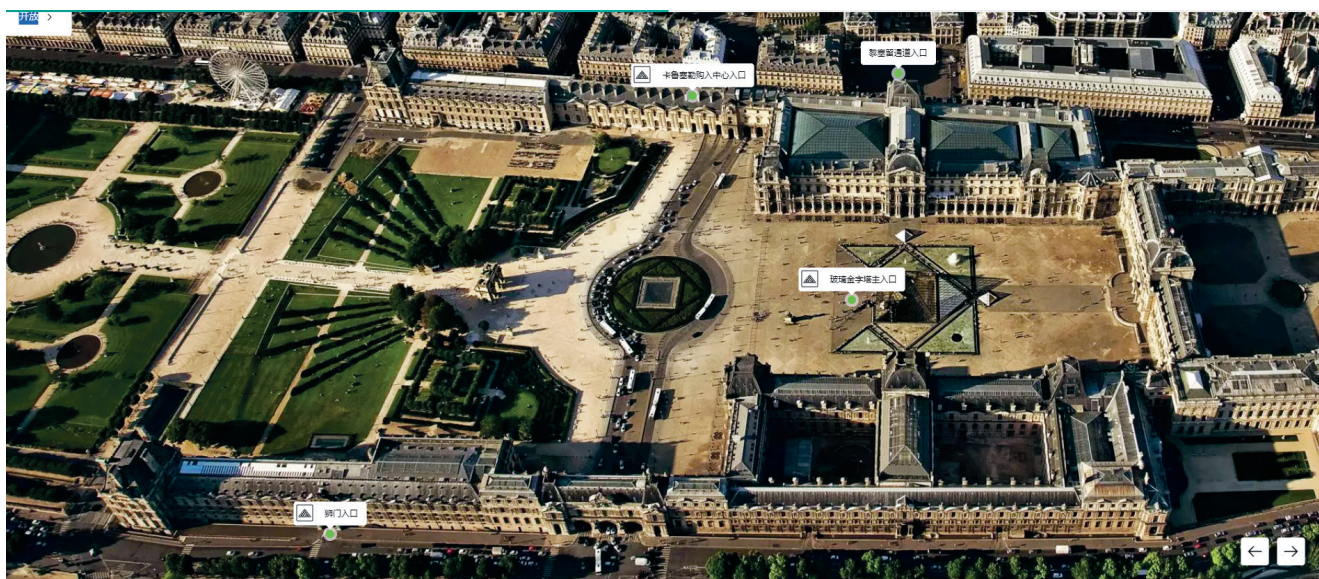 开放
黎塞留通道入口
卡鲁塞勒购入中心入口
玻璃金字塔主入口
狮门入口